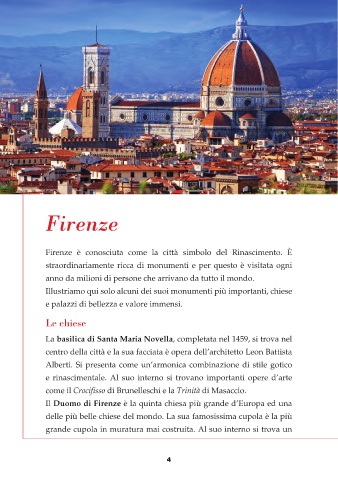 Firenze
Firenze è conosciuta come la città simbolo del Rinascimento. È
straordinariamente ricca di monumenti e per questo è visitata ogni
anno da milioni di persone che arrivano da tutto il mondo.
Illustriamo qui solo alcuni dei suoi monumenti più importanti, chiese
e palazzi di bellezza e valore immensi.
Le chiese
La basilica di Santa Maria Novella, completata nel 1459, si trova nel
centro della città e la sua facciata è opera dell'architetto Leon Battista
Alberti. Si presenta come un'armonica combinazione di stile gotico
e rinascimentale. Al suo interno si trovano importanti opere d'arte
come il Crocifisso di Brunelleschi e la Trinità di Masaccio.
Il Duomo di Firenze è la quinta chiesa più grande d'Europa ed una
delle più belle chiese del mondo. La sua famosissima cupola è la più
grande cupola in muratura mai costruita. Al suo interno si trova un
4